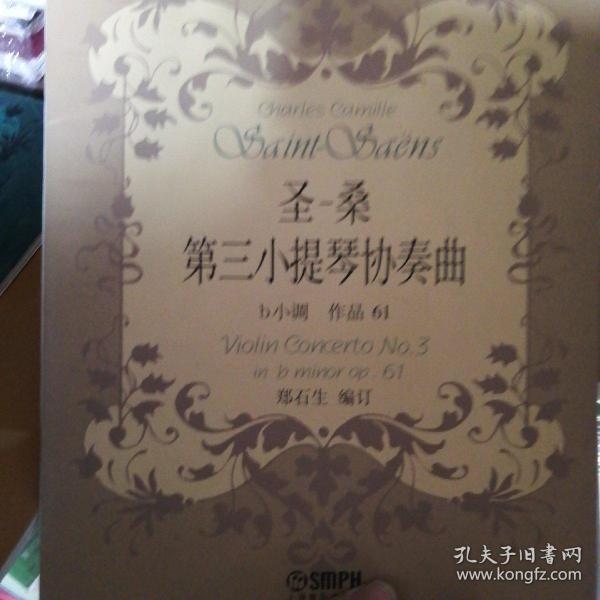 Charles Camille
Saint-Saëns
圣-桑
第三小提琴协奏曲
b小调 作品 61
Violin Concerto No.3
in b minor op. 61
郑石生 编订
SMPH
孔夫子旧书网
www.kongfz.com